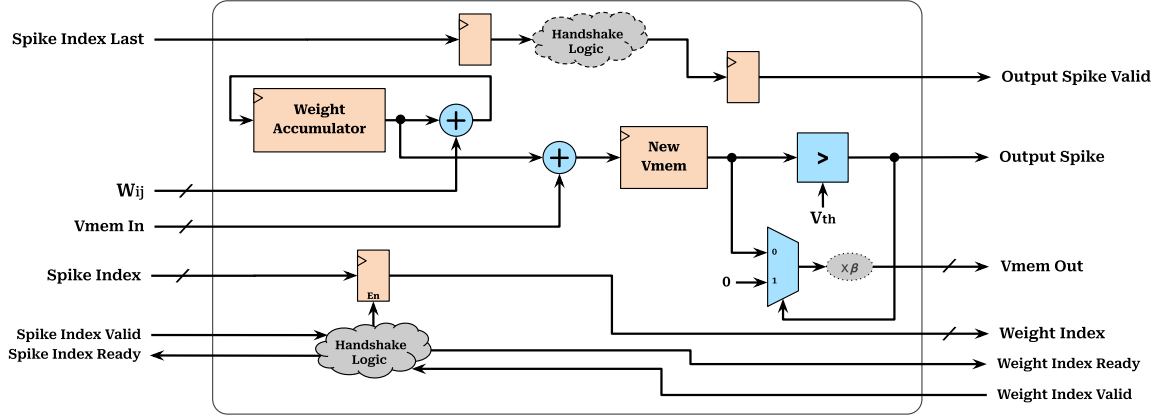 Spike Index Last
Handshake
Logic
Output Spike Valid
Weight
Accumulator
+
+
New
Vmem
>
Output Spike
Wij
Vth
Vmem In
Spike Index
En
0
0
1
x β
Vmem Out
Spike Index Valid
Spike Index Ready
Handshake
Logic
Weight Index
Weight Index Ready
Weight Index Valid